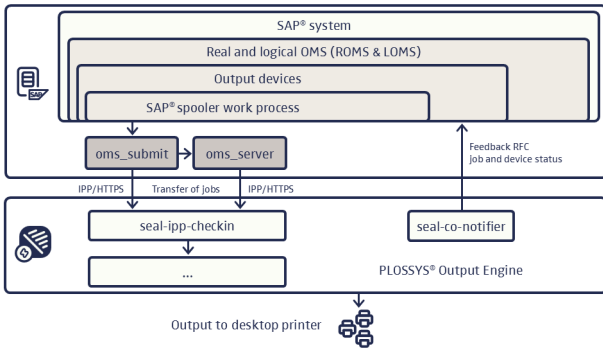 SAP® system
Real and logical OMS (ROMS & LOMS)
Output devices
SAP® spooler work process
SAP
oms_submit
oms_server
Feedback RFC
job and device status
IPP/HTTPS
Transfer of jobs
IPP/HTTPS
seal-ipp-checkin
seal-co-notifier
...
PLOSSYS® Output Engine
Output to desktop printer